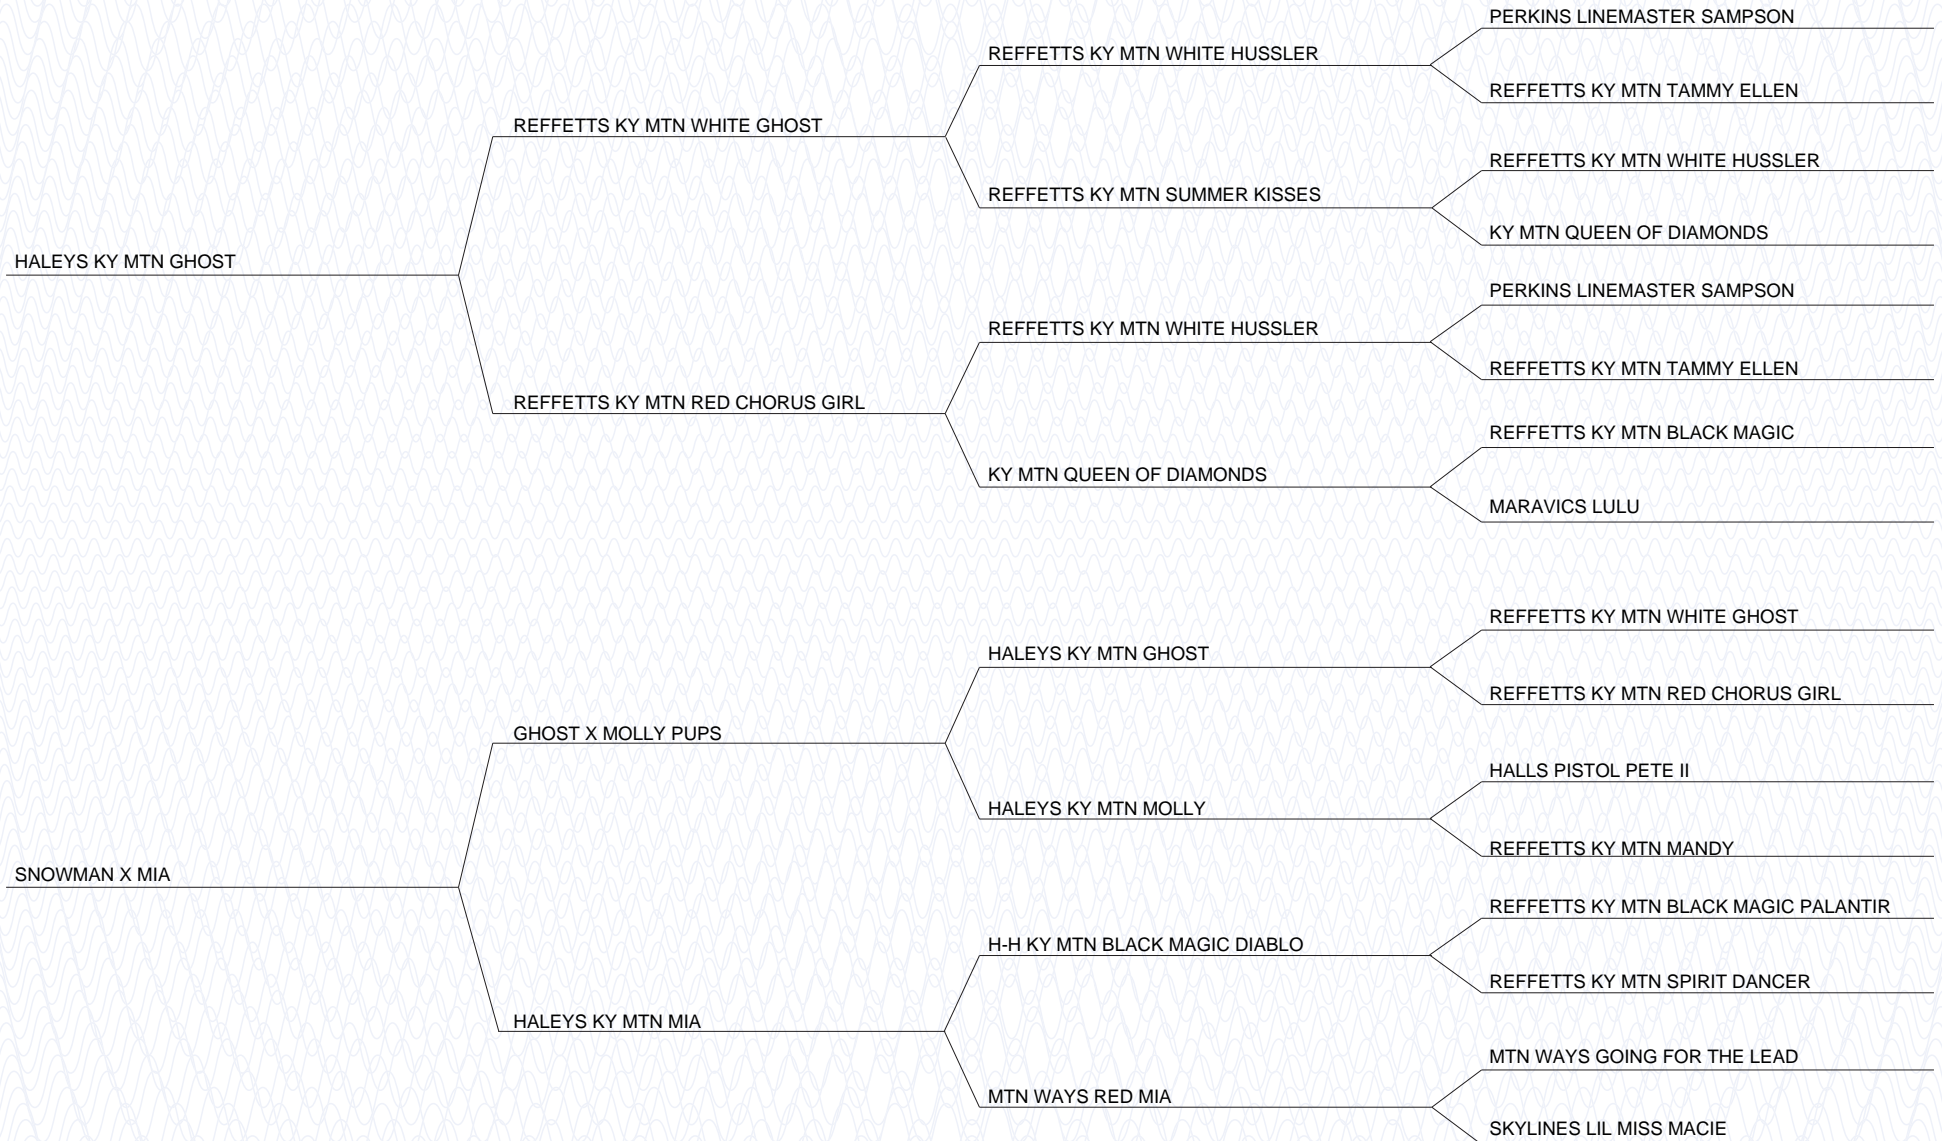 PERKINS LINEMASTER SAMPSON
REFFETTS KY MTN WHITE HUSSLER
REFFETTS KY MTN TAMMY ELLEN
REFFETTS KY MTN WHITE GHOST
REFFETTS KY MTN WHITE HUSSLER
REFFETTS KY MTN SUMMER KISSES
KY MTN QUEEN OF DIAMONDS
HALEYS KY MTN GHOST
PERKINS LINEMASTER SAMPSON
REFFETTS KY MTN WHITE HUSSLER
REFFETTS KY MTN TAMMY ELLEN
REFFETTS KY MTN RED CHORUS GIRL
REFFETTS KY MTN BLACK MAGIC
KY MTN QUEEN OF DIAMONDS
MARAVICS LULU
REFFETTS KY MTN WHITE GHOST
HALEYS KY MTN GHOST
REFFETTS KY MTN RED CHORUS GIRL
GHOST X MOLLY PUPS
HALLS PISTOL PETE II
HALEYS KY MTN MOLLY
REFFETTS KY MTN MANDY
SNOWMAN X MIA
REFFETTS KY MTN BLACK MAGIC PALANTIR
H-H KY MTN BLACK MAGIC DIABLO
REFFETTS KY MTN SPIRIT DANCER
HALEYS KY MTN MIA
MTN WAYS GOING FOR THE LEAD
MTN WAYS RED MIA
SKYLINES LIL MISS MACIE